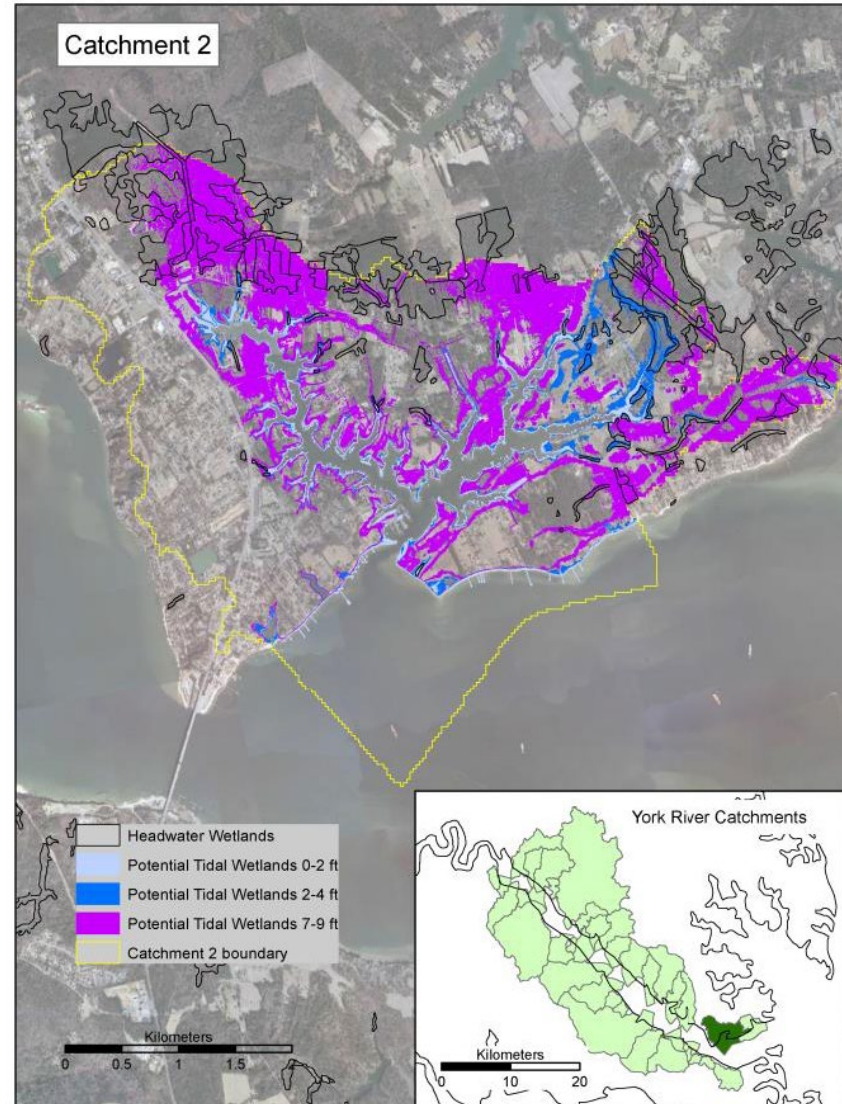 Catchment 2
Headwater Wetlands
Potential Tidal Wetlands 0-2 ft
Potential Tidal Wetlands 2-4 ft
Potential Tidal Wetlands 7-9 ft
Catchment 2 boundary
Kilometers
0 0.5 1 1.5 2
York River Catchments
Kilometers
0 10 20